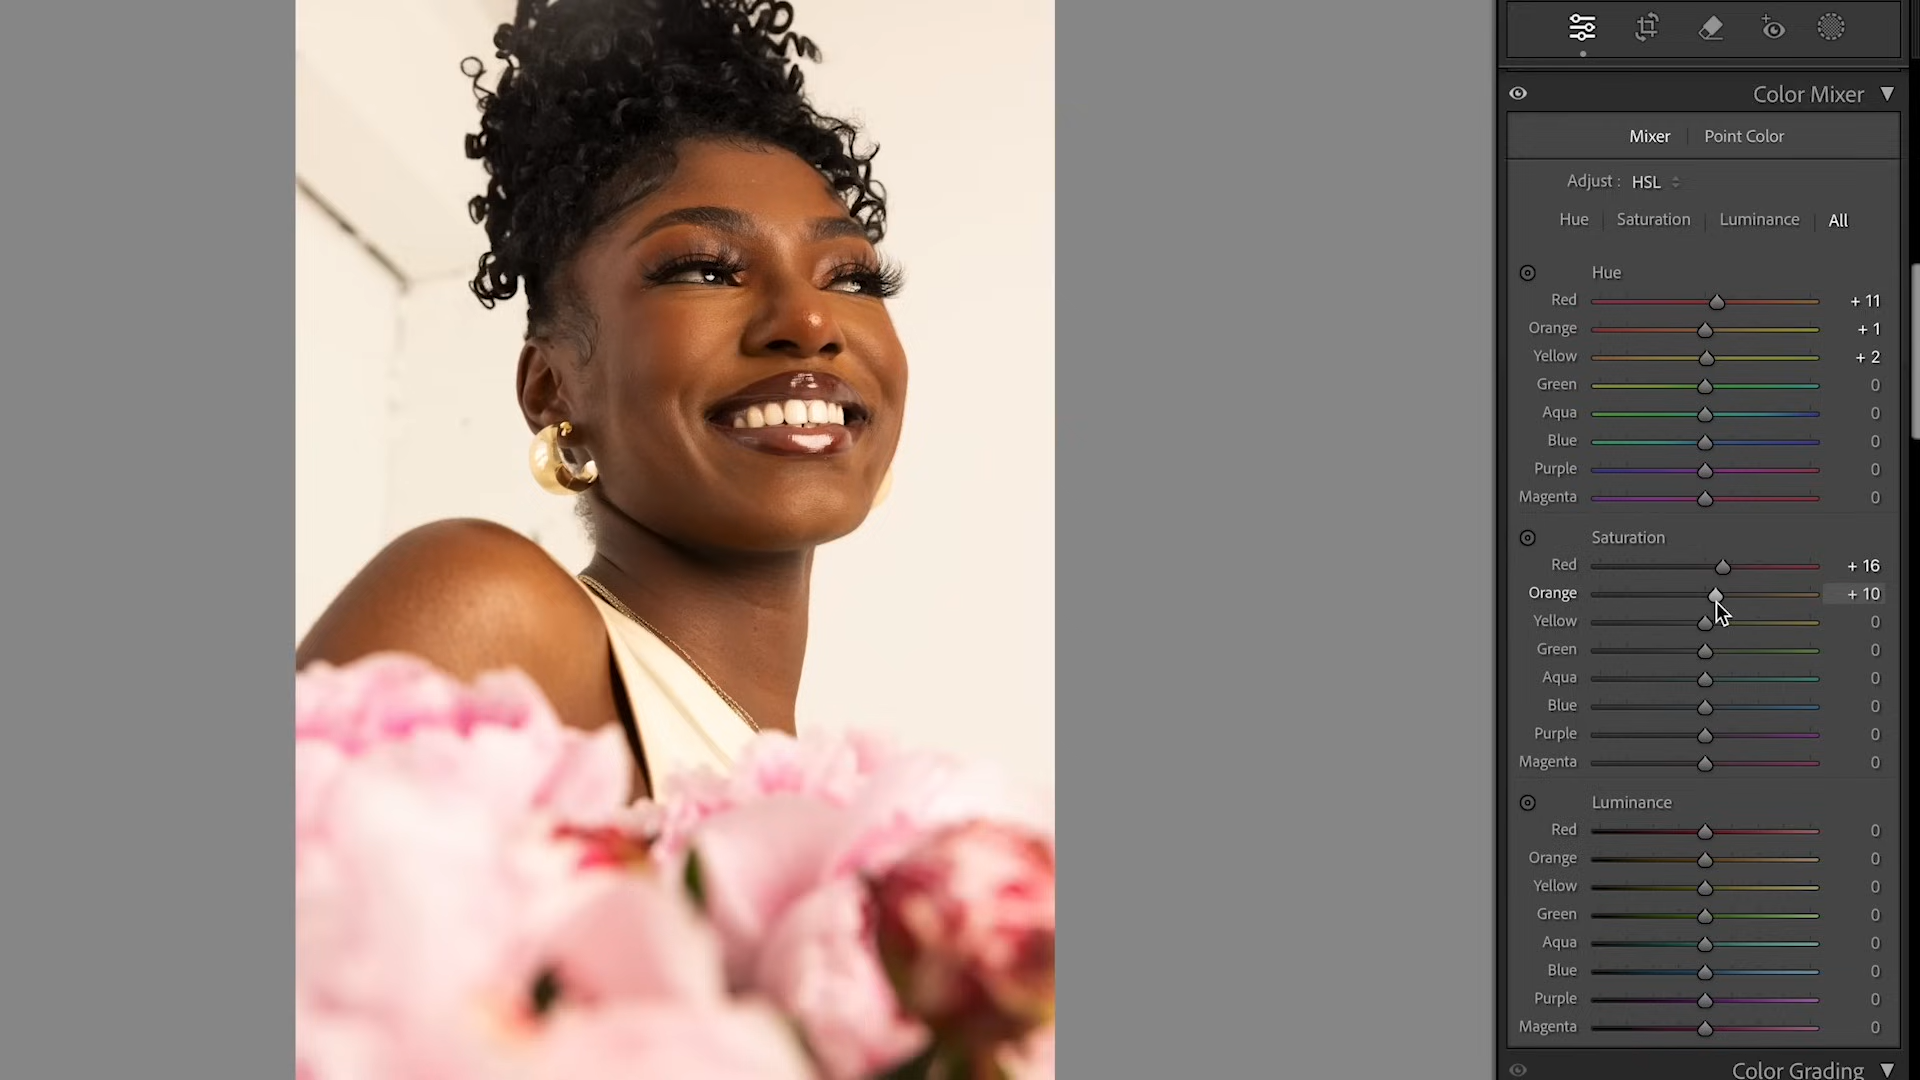 Color Mixer
Mixer Point Color
Adjust : HSL
Hue Saturation Luminance All
Hue
Red + 11
Orange + 1
Yellow + 2
Green 0
Aqua 0
Blue 0
Purple 0
Magenta 0
Saturation
Red + 16
Orange + 10
Yellow 0
Green 0
Aqua 0
Blue 0
Purple 0
Magenta 0
Luminance
Red 0
Orange 0
Yellow 0
Green 0
Aqua 0
Blue 0
Purple 0
Magenta 0
Color Grading